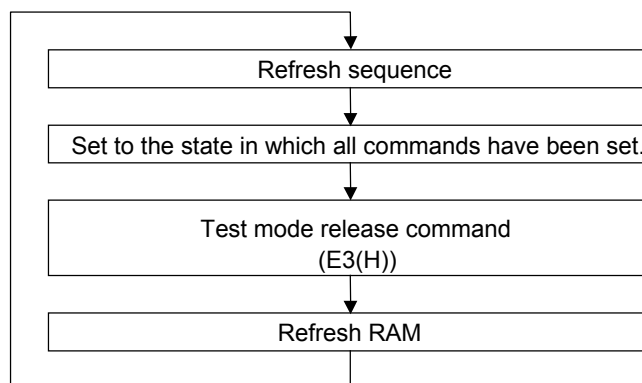 Refresh sequence
Set to the state in which all commands have been set.
Test mode release command
(E3(H))
Refresh RAM